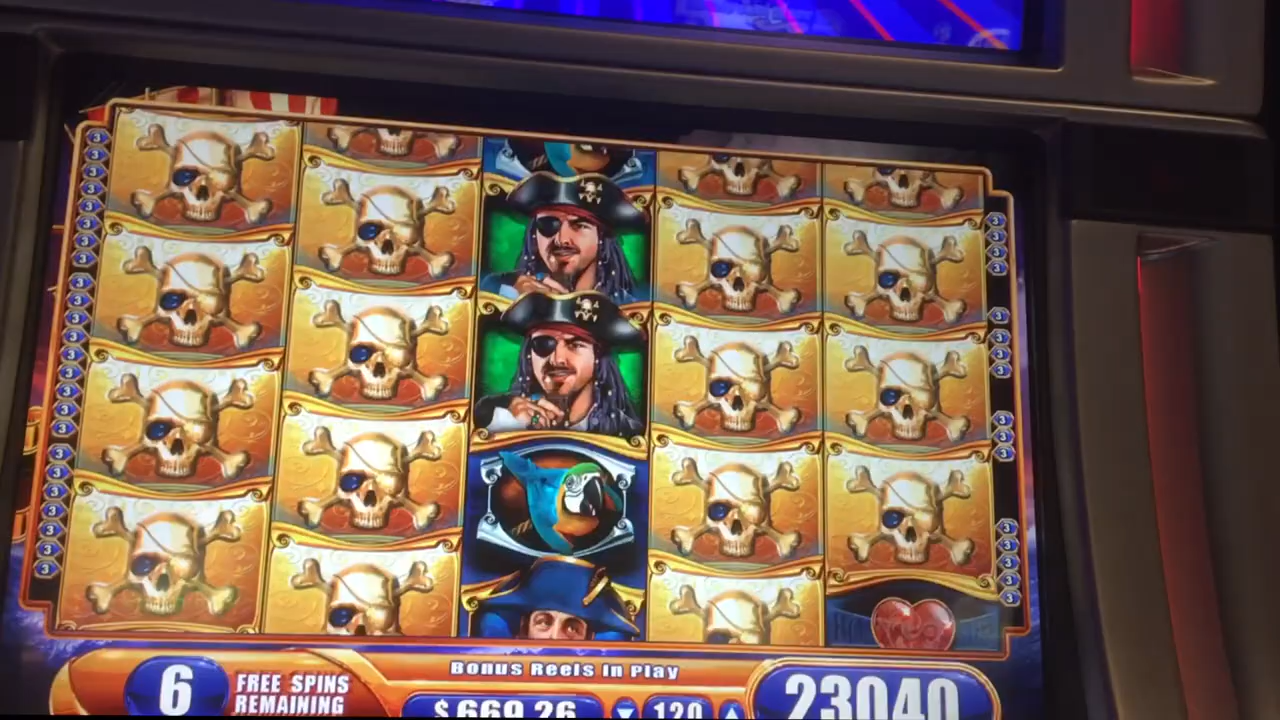 6
FREE SPINS
REMAINING
Bonus Reels In Play
$669.26
120
23040